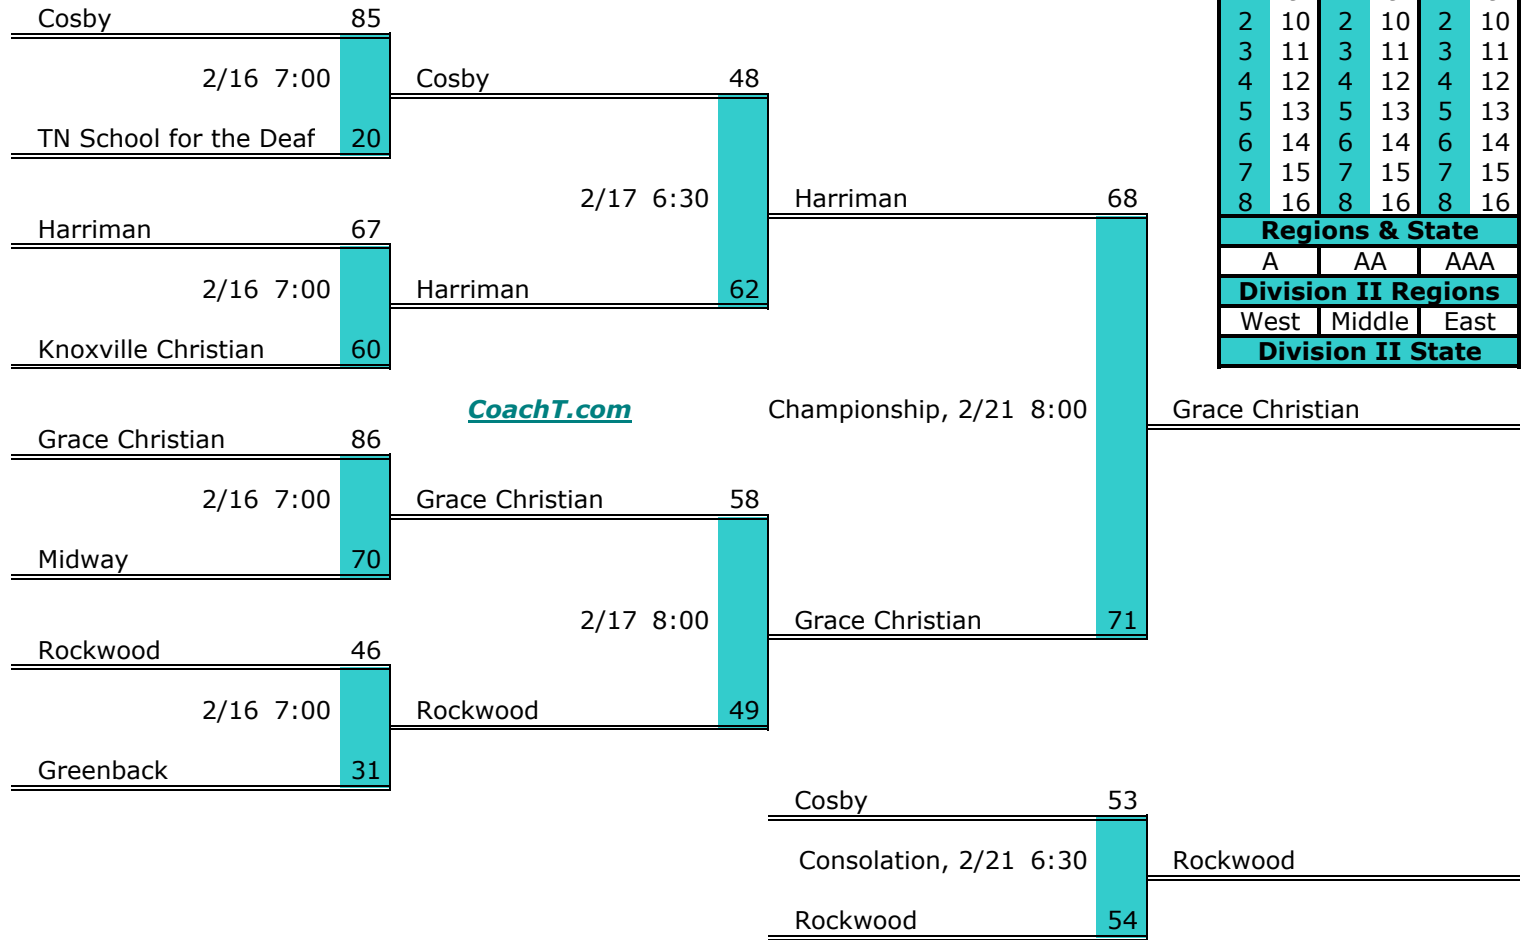 Cosby 85
2/16 7:00
TN School for the Deaf 20
Harriman 67
2/16 7:00
Knoxville Christian 60
Grace Christian 86
2/16 7:00
Midway 70
Rockwood 46
2/16 7:00
Greenback 31
Cosby 48
2/17 6:30
Harriman 62
CoachT.com
Grace Christian 58
2/17 8:00
Rockwood 49
Harriman 68
Championship, 2/21 8:00
Grace Christian 71
Grace Christian
Cosby 53
Consolation, 2/21 6:30
Rockwood 54
Rockwood
2 10 2 10 2 10
3 11 3 11 3 11
4 12 4 12 4 12
5 13 5 13 5 13
6 14 6 14 6 14
7 15 7 15 7 15
8 16 8 16 8 16
Regions & State
A AA AAA
Division II Regions
West Middle East
Division II State